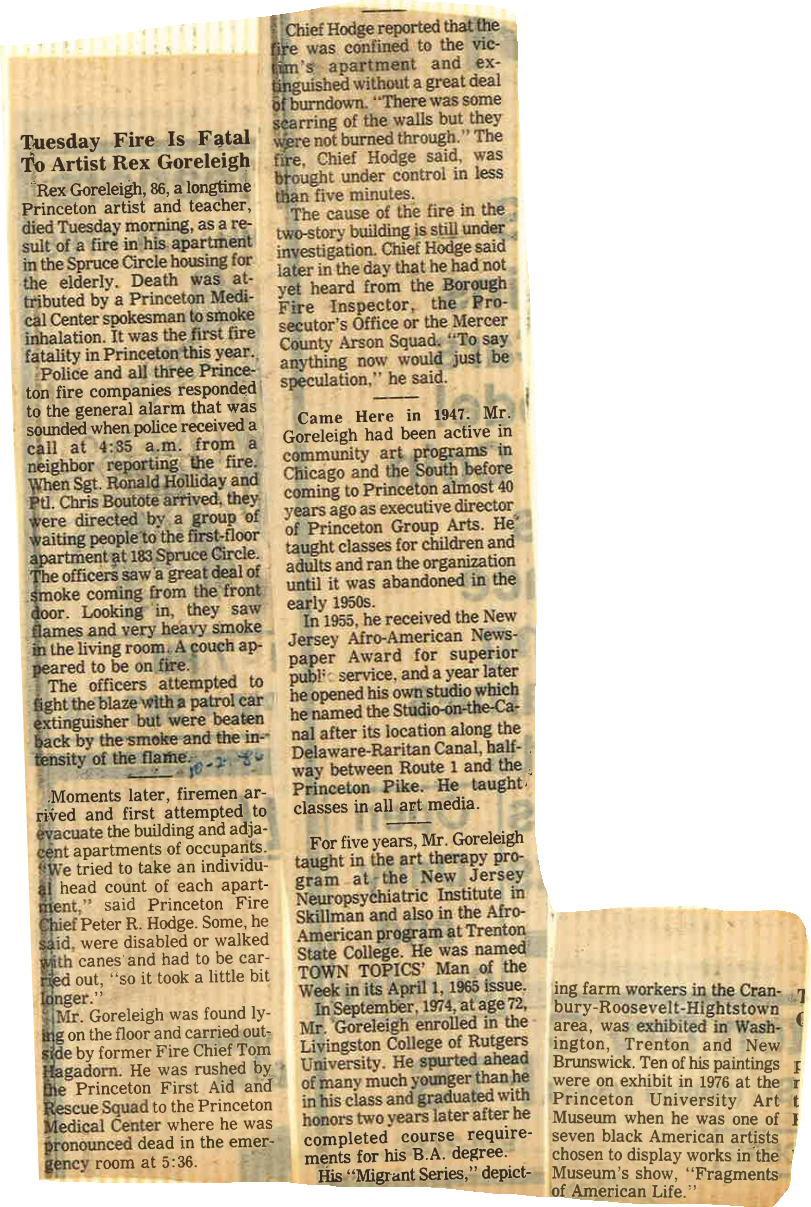 Tuesday Fire Is Fatal
To Artist Rex Goreleigh
Rex Goreleigh, 86, a longtime
Princeton artist and teacher,
died Tuesday morning, as a re-
sult of a fire in his apartment
in the Spruce Circle housing for
the elderly. Death was at-
tributed by a Princeton Medi-
cal Center spokesman to smoke
inhalation. It was the first fire
fatality in Princeton this year.
Police and all three Prince-
ton fire companies responded
to the general alarm that was
sounded when police received a
call at 4:35 a.m. from a
neighbor reporting the fire.
When Sgt. Ronald Holliday and
Ptl. Chris Boutote arrived, they
were directed by a group of
waiting people to the first-floor
apartment at 183 Spruce Circle.
The officers saw a great deal of
smoke coming from the front
door. Looking in, they saw
flames and very heavy smoke
in the living room. A couch ap-
peared to be on fire.
The officers attempted to
fight the blaze with a patrol car
extinguisher but were beaten
back by the smoke and the in-
tensity of the flame.
Moments later, firemen ar-
rived and first attempted to
evacuate the building and adja-
cent apartments of occupants.
"We tried to take an individu-
al head count of each apart-
ment," said Princeton Fire
Chief Peter R. Hodge. Some, he
said, were disabled or walked
with canes and had to be car-
ried out, "so it took a little bit
longer."
Mr. Goreleigh was found ly-
ing on the floor and carried out-
side by former Fire Chief Tom
Hagadorn. He was rushed by
the Princeton First Aid and
Rescue Squad to the Princeton
Medical Center where he was
pronounced dead in the emer-
gency room at 5:36.
Chief Hodge reported that the
fire was confined to the vic-
tim's apartment and ex-
tinguished without a great deal
of burndown. "There was some
scarring of the walls but they
were not burned through." The
fire, Chief Hodge said, was
brought under control in less
than five minutes.
The cause of the fire in the
two-story building is still under
investigation. Chief Hodge said
later in the day that he had not
yet heard from the Borough
Fire Inspector, the Pro-
secutor's Office or the Mercer
County Arson Squad. "To say
anything now would just be
speculation," he said.
Came Here in 1947. Mr.
Goreleigh had been active in
community art programs in
Chicago and the South before
coming to Princeton almost 40
years ago as executive director
of Princeton Group Arts. He
taught classes for children and
adults and ran the organization
until it was abandoned in the
early 1950s.
In 1955, he received the New
Jersey Afro-American News-
paper Award for superior
public service, and a year later
he opened his own studio which
he named the Studio-on-the-Ca-
nal after its location along the
Delaware-Raritan Canal, half-
way between Route 1 and the
Princeton Pike. He taught
classes in all art media.
For five years, Mr. Goreleigh
taught in the art therapy pro-
gram at the New Jersey
Neuropsychiatric Institute in
Skillman and also in the Afro-
American program at Trenton
State College. He was named
TOWN TOPICS' Man of the
Week in its April 1, 1965 issue.
In September, 1974, at age 72,
Mr. Goreleigh enrolled in the
Livingston College of Rutgers
University. He spurted ahead
of many much younger than he
in his class and graduated with
honors two years later after he
completed course require-
ments for his B.A. degree.
His "Migrant Series," depict-
ing farm workers in the Cran-
bury-Roosevelt-Hightstown
area, was exhibited in Wash-
ington, Trenton and New
Brunswick. Ten of his paintings
were on exhibit in 1976 at the
Princeton University Art
Museum when he was one of
seven black American artists
chosen to display works in the
Museum's show, "Fragments
of American Life."